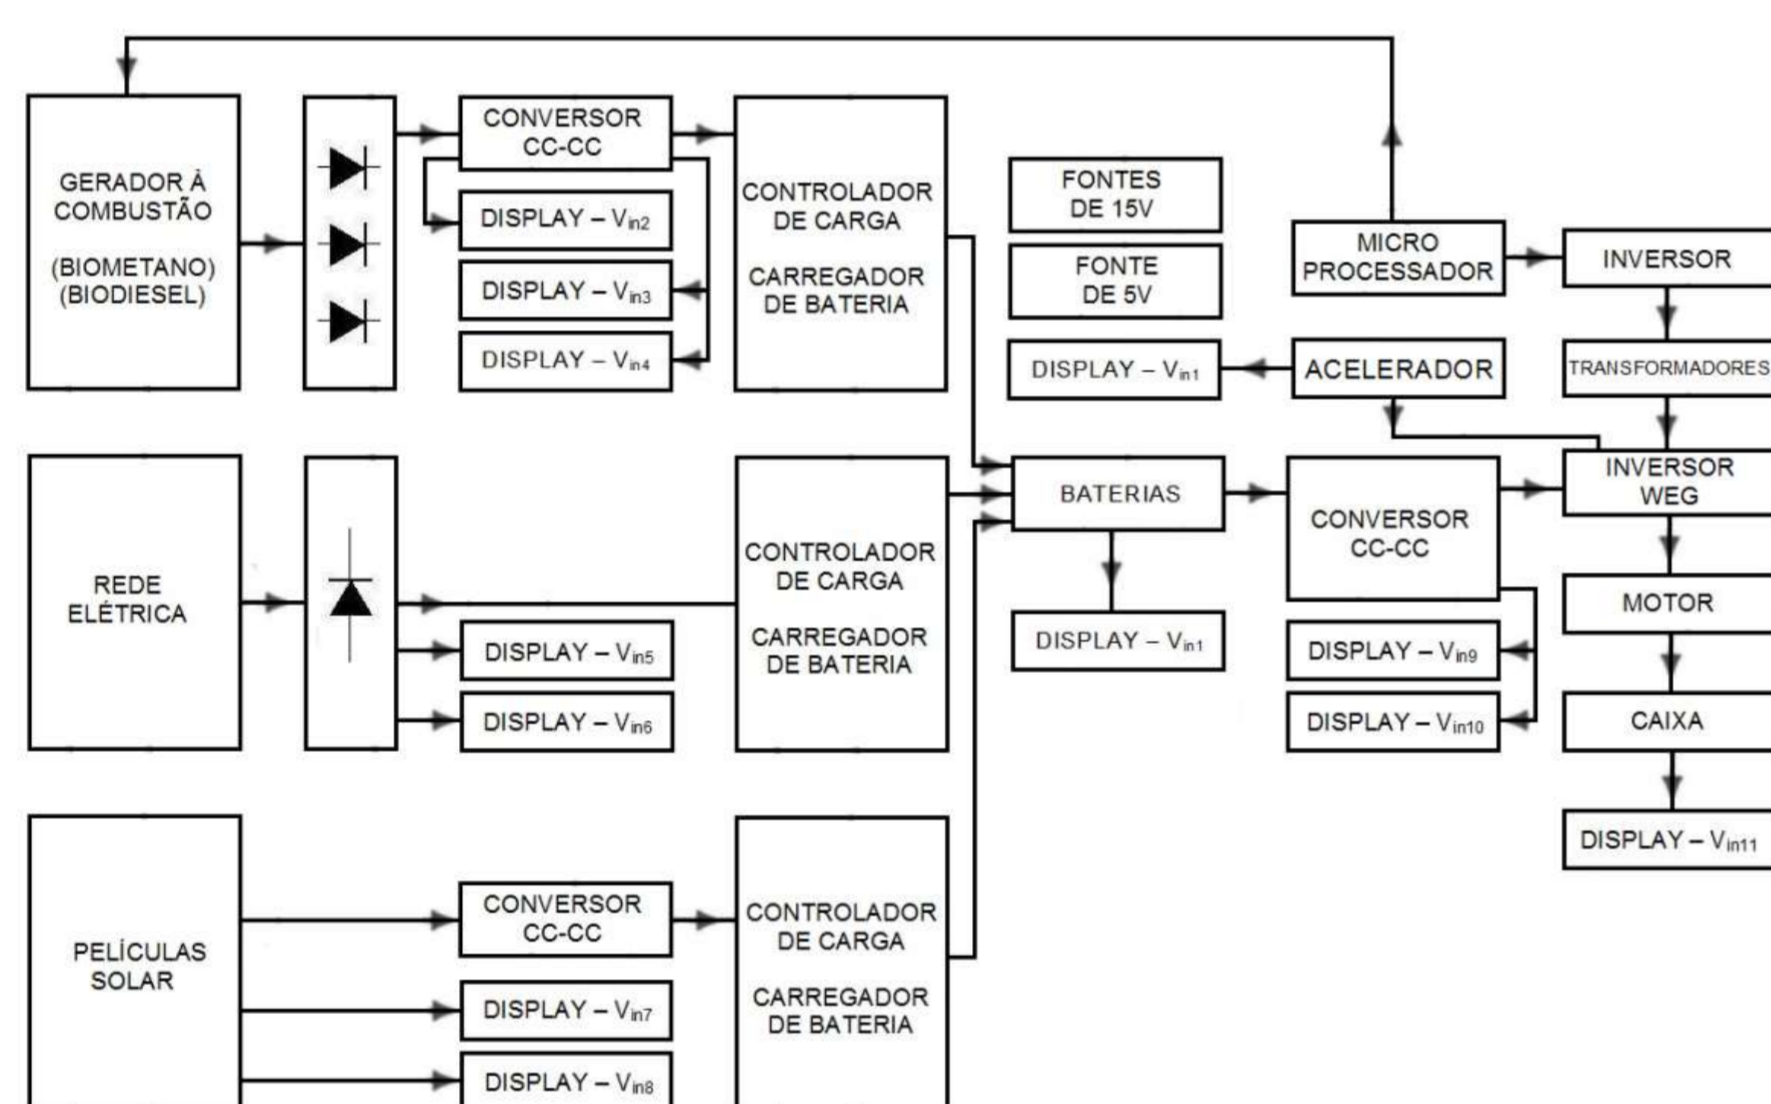 GERADOR À
COMBUSTÃO
(BIOMETANO)
(BIODIESEL)
CONVERSOR
CC-CC
DISPLAY – Vin2
DISPLAY – Vin3
DISPLAY – Vin4
CONTROLADOR
DE CARGA
CARREGADOR
DE BATERIA
FONTES
DE 15V
FONTE
DE 5V
DISPLAY – Vin1
MICRO
PROCESSADOR
ACELERADOR
INVERSOR
TRANSFORMADORES
INVERSOR
WEG
MOTOR
CAIXA
DISPLAY – Vin11
REDE
ELÉTRICA
DISPLAY – Vin5
DISPLAY – Vin6
CONTROLADOR
DE CARGA
CARREGADOR
DE BATERIA
BATERIAS
DISPLAY – Vin1
CONVERSOR
CC-CC
DISPLAY – Vin9
DISPLAY – Vin10
PELÍCULAS
SOLAR
CONVERSOR
CC-CC
DISPLAY – Vin7
DISPLAY – Vin8
CONTROLADOR
DE CARGA
CARREGADOR
DE BATERIA